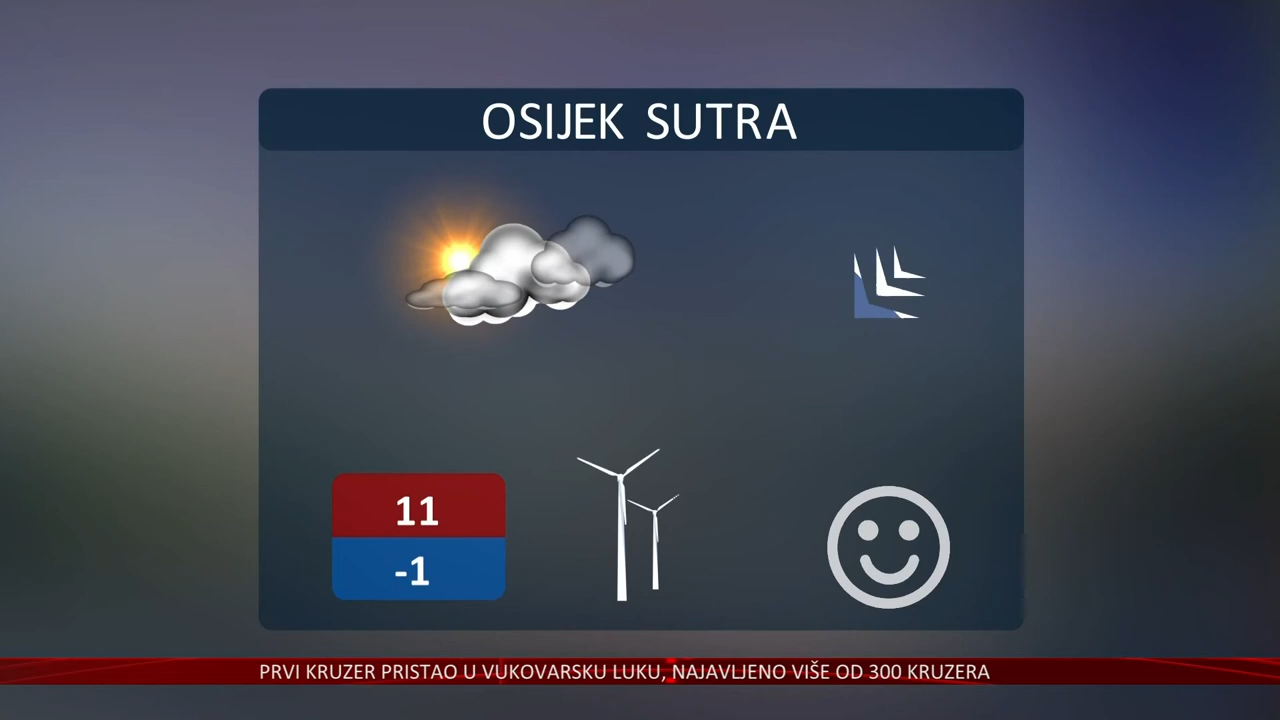 OSIJEK SUTRA
11
-1
PRVI KRUZER PRISTAO U VUKOVARSKU LUKU, NAJAVLJENO VIŠE OD 300 KRUZERA